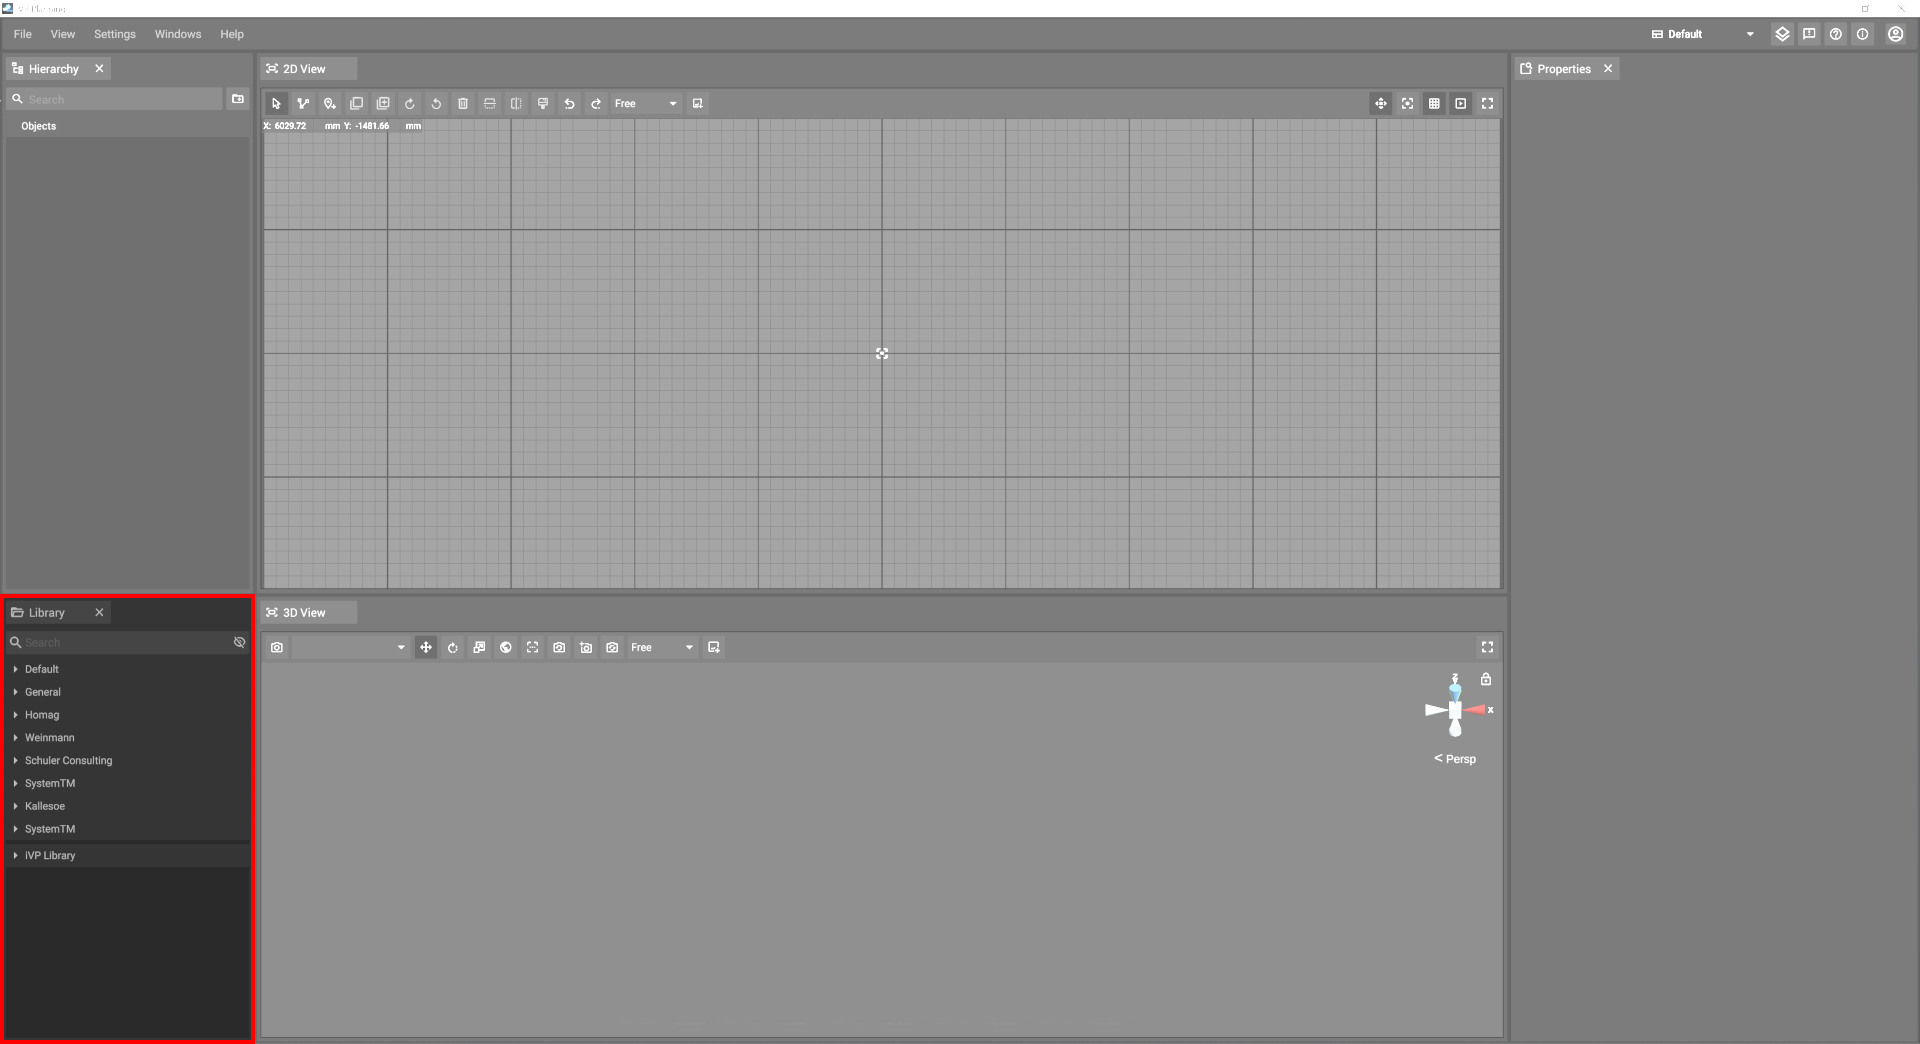 File View Settings Windows Help Default
Hierarchy 2D View Properties
Search Free
Objects X: 6029.72 mm Y: -1481.66 mm
Library 3D View
Search Free
Default
z
General
x
Homag
Weinmann
< Persp
Schuler Consulting
SystemTM
Kallesoe
SystemTM
iVP Library